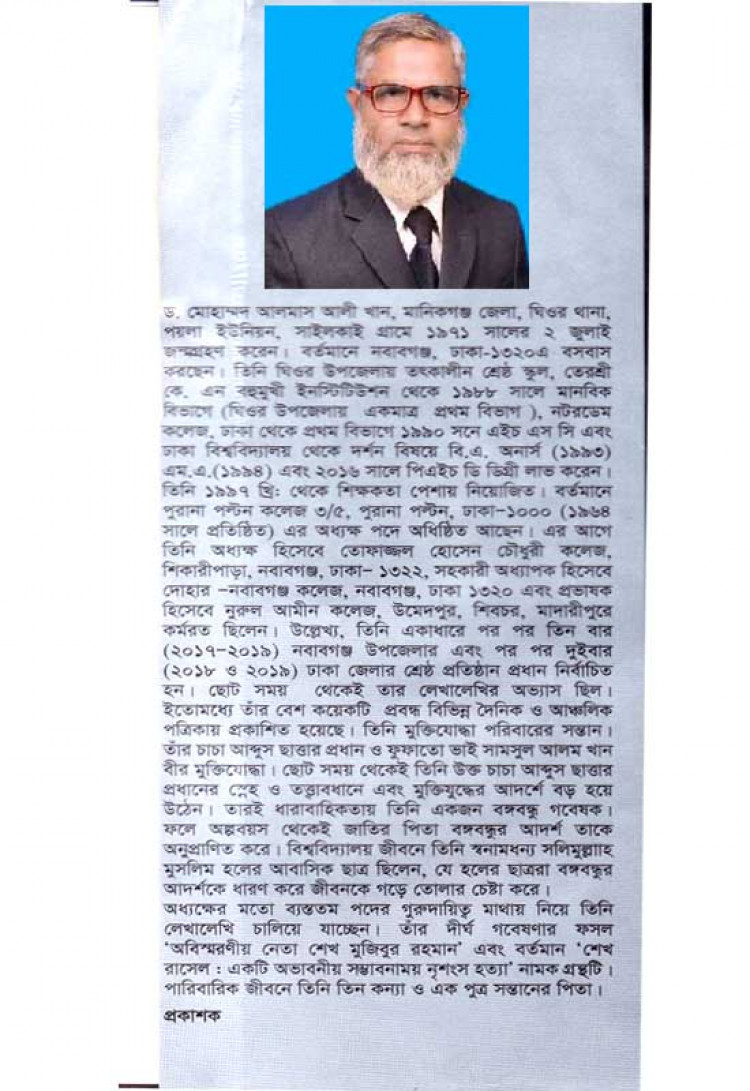 ড. মোহাম্মদ আলমাস আলী খান, মানিকগঞ্জ জেলা, ঘিওর থানা,
পয়লা ইউনিয়ন, সাইলকাই গ্রামে ১৯৭১ সালের ২ জুলাই
জন্মগ্রহণ করেন। বর্তমানে নবাবগঞ্জ, ঢাকা-১৩২০এ বসবাস
করছেন। তিনি ঘিওর উপজেলায় তৎকালীন শ্রেষ্ঠ স্কুল, তেরশ্রী
কে. এন বহুমুখী ইনস্টিটিউশন থেকে ১৯৮৮ সালে মানবিক
বিভাগে (ঘিওর উপজেলায় একমাত্র প্রথম বিভাগ ), নটরডেম
কলেজ, ঢাকা থেকে প্রথম বিভাগে ১৯৯০ সনে এইচ এস সি এবং
ঢাকা বিশ্ববিদ্যালয় থেকে দর্শন বিষয়ে বি.এ. অনার্স (১৯৯৩)
এম.এ.(১৯৯৪) এবং ২০১৬ সালে পিএইচ ডি ডিগ্রী লাভ করেন।
তিনি ১৯৯৭ খ্রি: থেকে শিক্ষকতা পেশায় নিয়োজিত। বর্তমানে
পুরানা পল্টন কলেজ ৩/৫, পুরানা পল্টন, ঢাকা-১০০০ (১৯৬৪
সালে প্রতিষ্ঠিত) এর অধ্যক্ষ পদে অধিষ্ঠিত আছেন। এর আগে
তিনি অধ্যক্ষ হিসেবে তোফাজ্জল হোসেন চৌধুরী কলেজ,
শিকারীপাড়া, নবাবগঞ্জ, ঢাকা- ১৩২২, সহকারী অধ্যাপক হিসেবে
দোহার -নবাবগঞ্জ কলেজ, নবাবগঞ্জ, ঢাকা ১৩২০ এবং প্রভাষক
হিসেবে নুরুল আমীন কলেজ, উমেদপুর, শিবচর, মাদারীপুরে
কর্মরত ছিলেন। উল্লেখ্য, তিনি একাধারে পর পর তিন বার
(২০১৭-২০১৯) নবাবগঞ্জ উপজেলার এবং পর পর দুইবার
(২০১৮ ও ২০১৯) ঢাকা জেলার শ্রেষ্ঠ প্রতিষ্ঠান প্রধান নির্বাচিত
হন। ছোট সময় থেকেই তার লেখালেখির অভ্যাস ছিল।
ইতোমধ্যে তাঁর বেশ কয়েকটি প্রবন্ধ বিভিন্ন দৈনিক ও আঞ্চলিক
পত্রিকায় প্রকাশিত হয়েছে। তিনি মুক্তিযোদ্ধা পরিবারের সন্তান।
তাঁর চাচা আব্দুস ছাত্তার প্রধান ও ফুফাতো ভাই সামসুল আলম খান
বীর মুক্তিযোদ্ধা। ছোট সময় থেকেই তিনি উক্ত চাচা আব্দুস ছাত্তার
প্রধানের স্নেহ ও তত্ত্বাবধানে এবং মুক্তিযুদ্ধের আদর্শে বড় হয়ে
উঠেন। তারই ধারাবাহিকতায় তিনি একজন বঙ্গবন্ধু গবেষক।
ফলে অল্পবয়স থেকেই জাতির পিতা বঙ্গবন্ধুর আদর্শ তাকে
অনুপ্রাণিত করে। বিশ্ববিদ্যালয় জীবনে তিনি স্বনামধন্য সলিমুল্লাাহ
মুসলিম হলের আবাসিক ছাত্র ছিলেন, যে হলের ছাত্ররা বঙ্গবন্ধুর
আদর্শকে ধারণ করে জীবনকে গড়ে তোলার চেষ্টা করে।
অধ্যক্ষের মতো ব্যস্ততম পদের গুরুদায়িত্ব মাথায় নিয়ে তিনি
লেখালেখি চালিয়ে যাচ্ছেন। তাঁর দীর্ঘ গবেষণার ফসল
‘অবিস্মরণীয় নেতা শেখ মুজিবুর রহমান’ এবং বর্তমান ‘শেখ
রাসেল : একটি অভাবনীয় সম্ভাবনাময় নৃশংস হত্যা’ নামক গ্রন্থটি।
পারিবারিক জীবনে তিনি তিন কন্যা ও এক পুত্র সন্তানের পিতা।
প্রকাশক